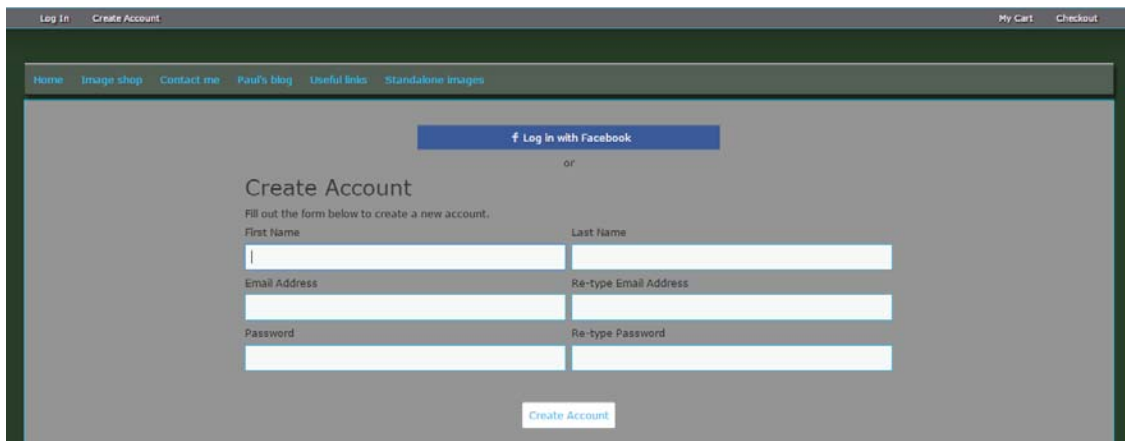 Log In Create Account My Cart Checkout
Home Image shop Contact me Paul's blog Useful links Standalone images
f Log in with Facebook
or
Create Account
Fill out the form below to create a new account.
First Name Last Name
Email Address Re-type Email Address
Password Re-type Password
Create Account